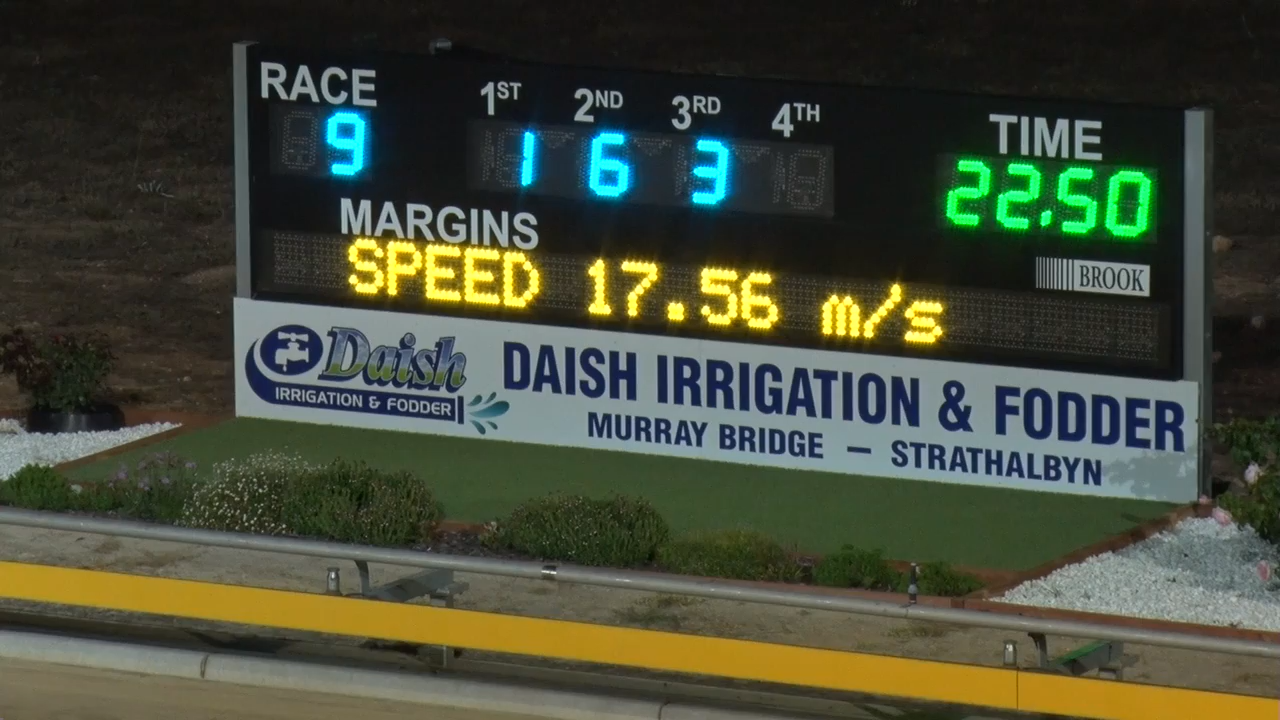 RACE 1ST 2ND 3RD 4TH TIME
9 1 6 3 22.50
MARGINS
SPEED 17.56 m/s
BROOK
Daish
IRRIGATION & FODDER
DAISH IRRIGATION & FODDER
MURRAY BRIDGE — STRATHALBYN